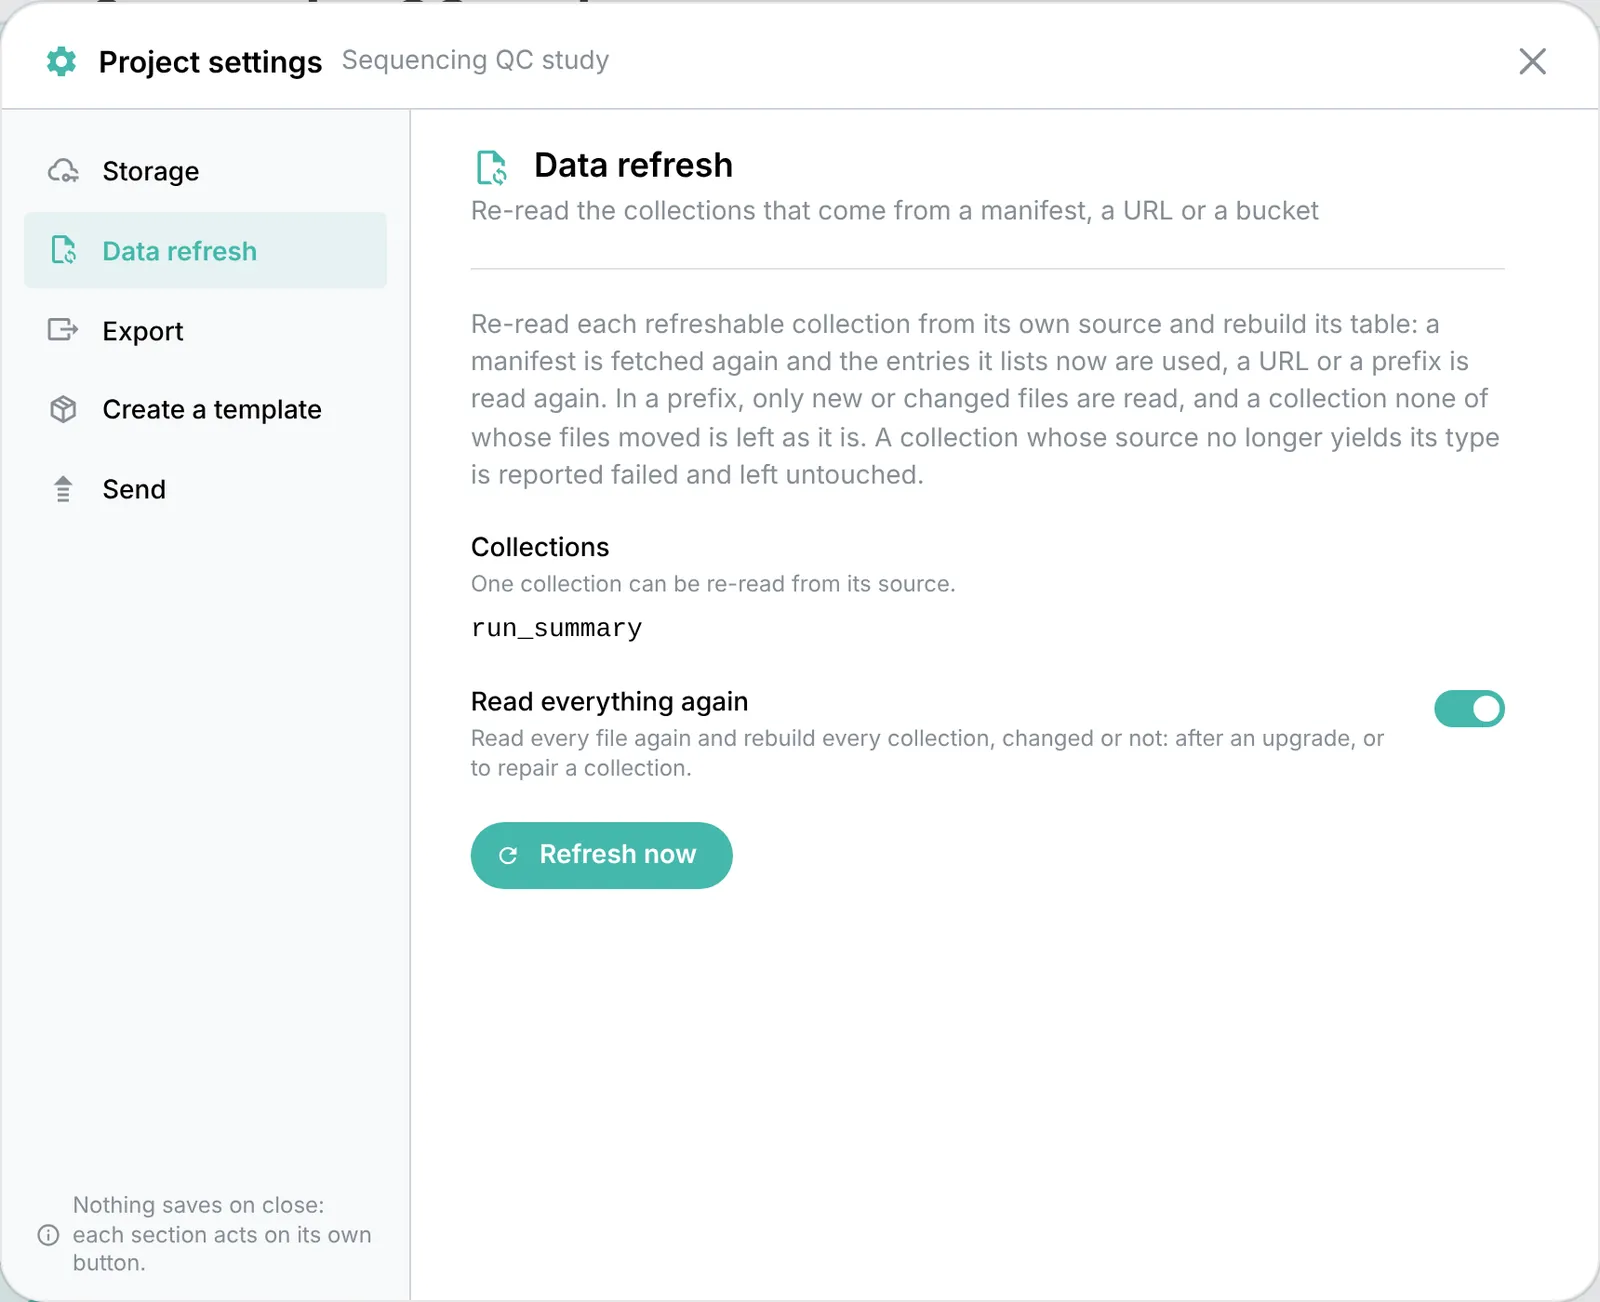 Project settings Sequencing QC study
Storage
Data refresh
Export
Create a template
Send
Nothing saves on close:
each section acts on its own
button.
Data refresh
Re-read the collections that come from a manifest, a URL or a bucket
Re-read each refreshable collection from its own source and rebuild its table: a
manifest is fetched again and the entries it lists now are used, a URL or a prefix is
read again. In a prefix, only new or changed files are read, and a collection none of
whose files moved is left as it is. A collection whose source no longer yields its type
is reported failed and left untouched.
Collections
One collection can be re-read from its source.
run_summary
Read everything again
Read every file again and rebuild every collection, changed or not: after an upgrade, or
to repair a collection.
Refresh now